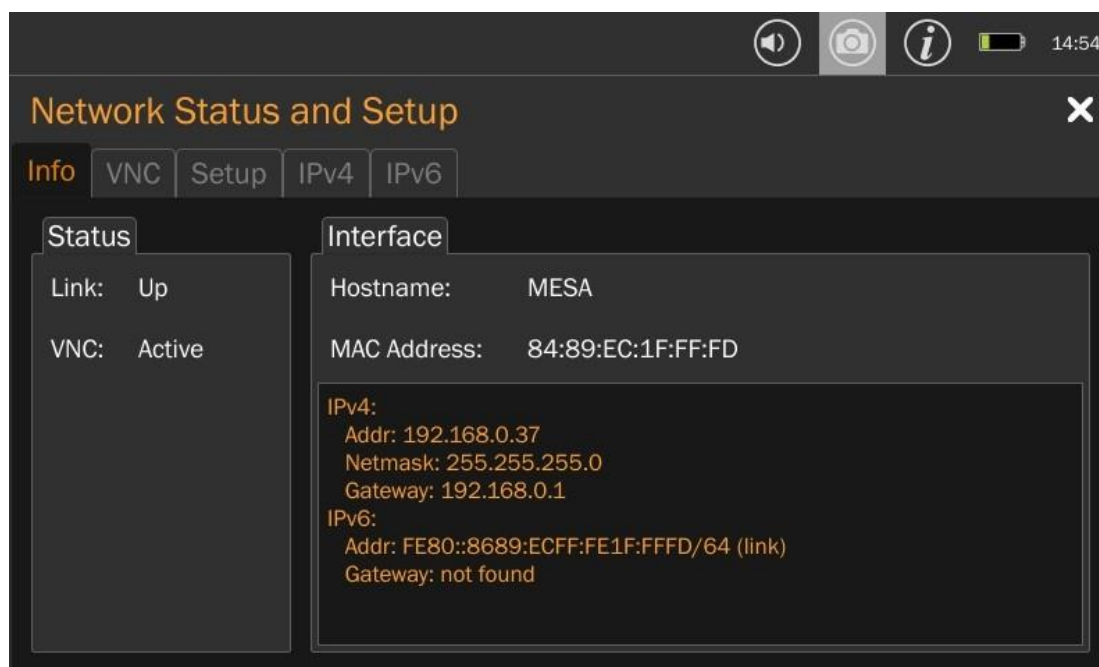 14:54
Network Status and Setup
Info VNC Setup IPv4 IPv6
Status
Link: Up
VNC: Active
Interface
Hostname: MESA
MAC Address: 84:89:EC:1F:FF:FD
IPv4:
Addr: 192.168.0.37
Netmask: 255.255.255.0
Gateway: 192.168.0.1
IPv6:
Addr: FE80::8689:ECFF:FE1F:FFFD/64 (link)
Gateway: not found